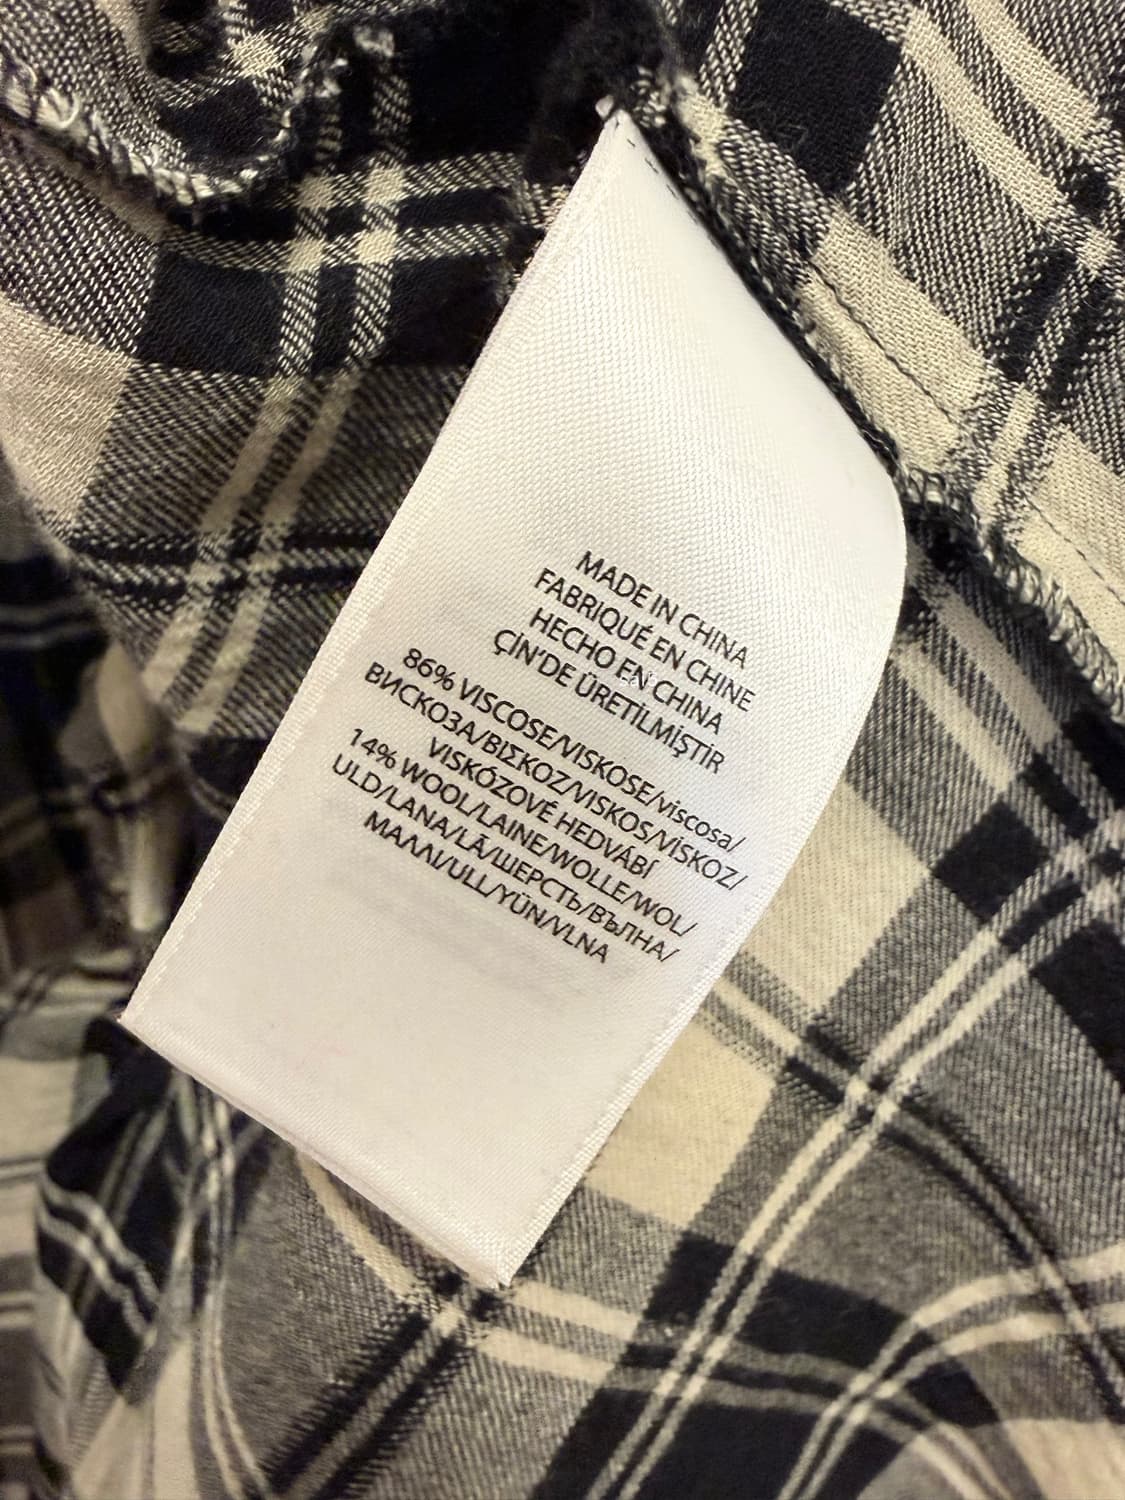 MADE IN CHINA
FABRIQUÉ EN CHINE
HECHO EN CHINA
ÇİN'DE ÜRETİLMİŞTİR
86% VISCOSE/VISKOSE/viscosa/
ВИСКОЗА/ΒΙΣΚΟΖ/VISKOS/VİSKOZ/
VISKÓZOVÉ HEDVÁBÍ
14% WOOL/LAINE/WOLLE/WOL/
ULD/LANA/LÃ/ШЕРСТЬ/ВЪЛНА/
ΜΑΛΛΙ/ULL/YÜN/VLNA